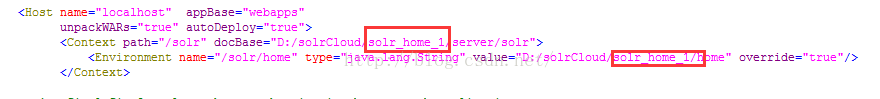 <Host name="localhost"  appBase="webapps"
unpackWARs="true" autoDeploy="true">
<Context path="/solr" docBase="D:/solrCloud/solr_home_1/server/solr">
<Environment name="/solr/home" type="java.lang.String" value="D:/solrCloud/solr_home_1/home" override="true"/>
</Context>